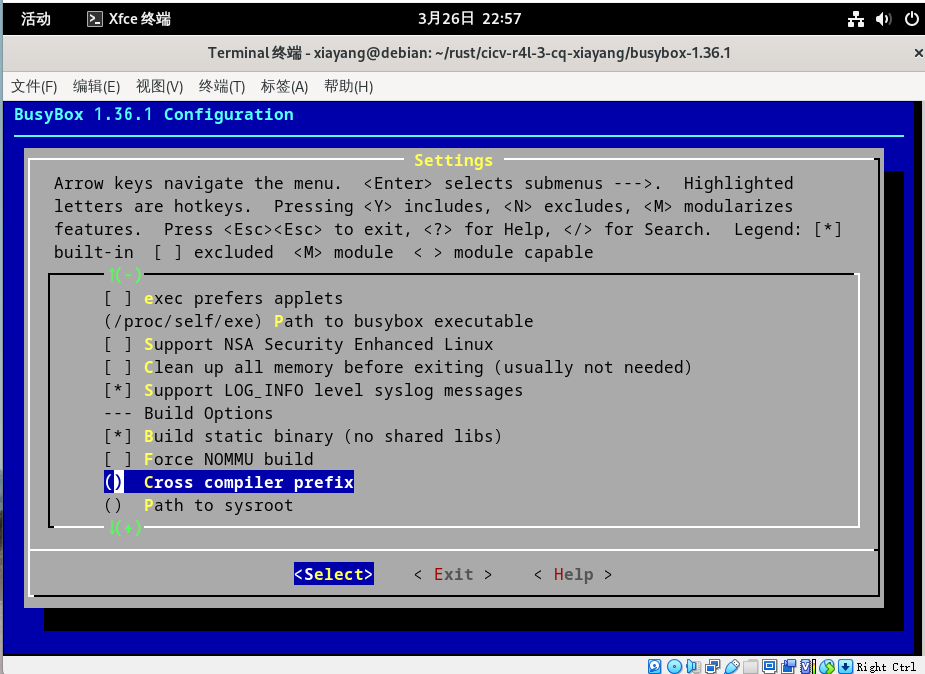 活动 Xfce 终端 3月26日 22:57
Terminal 终端 - xiayang@debian: ~/rust/cicv-r4l-3-cq-xiayang/busybox-1.36.1 ×
文件(F) 编辑(E) 视图(V) 终端(T) 标签(A) 帮助(H)
BusyBox 1.36.1 Configuration
Settings
Arrow keys navigate the menu.  <Enter> selects submenus --->.  Highlighted
letters are hotkeys.  Pressing <Y> includes, <N> excludes, <M> modularizes
features.  Press <Esc><Esc> to exit, <?> for Help, </> for Search.  Legend: [*]
built-in  [ ] excluded  <M> module  < > module capable
↑(-)
[ ] exec prefers applets
(/proc/self/exe) Path to busybox executable
[ ] Support NSA Security Enhanced Linux
[ ] Clean up all memory before exiting (usually not needed)
[*] Support LOG_INFO level syslog messages
--- Build Options
[*] Build static binary (no shared libs)
[ ] Force NOMMU build
()  Cross compiler prefix
()  Path to sysroot
↓(+)
<Select>    < Exit >    < Help >
Right Ctrl